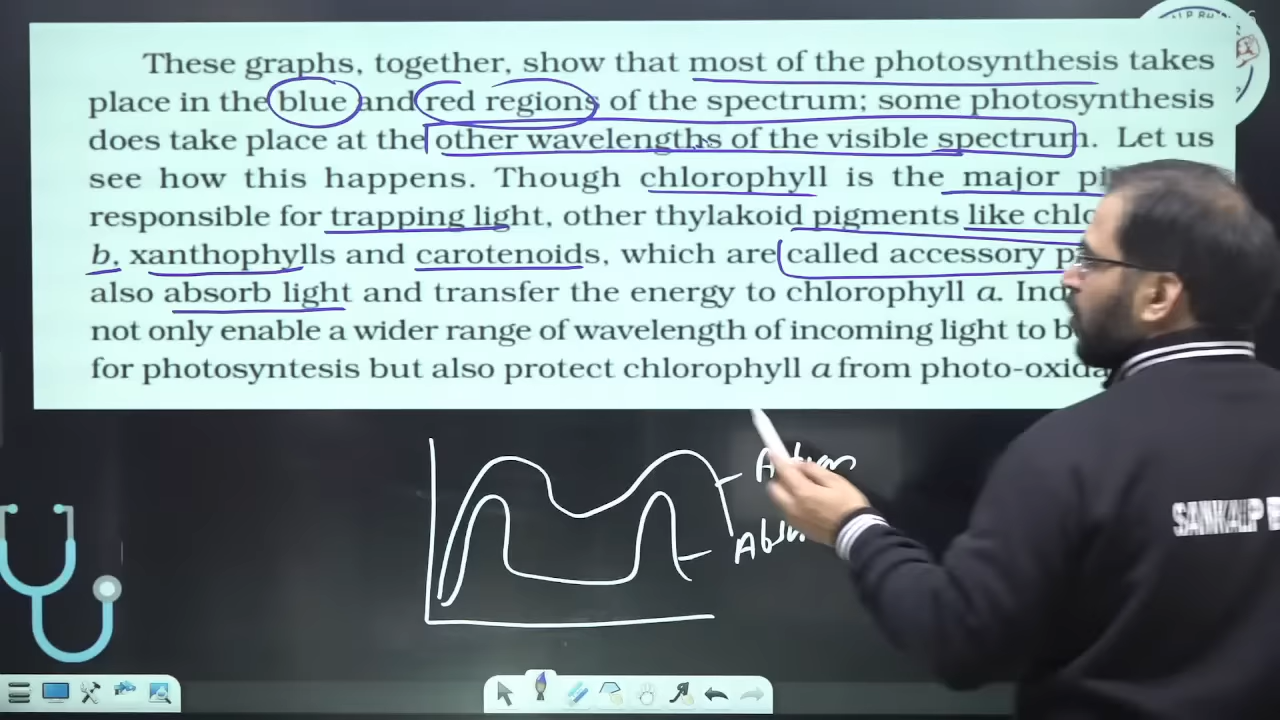 These graphs, together, show that most of the photosynthesis takes
place in the blue and red regions of the spectrum; some photosynthesis
does take place at the other wavelengths of the visible spectrum. Let us
see how this happens. Though chlorophyll is the major
responsible for trapping light, other thylakoid pigments like
b, xanthophylls and carotenoids, which are called accessory
also absorb light and transfer the energy to chlorophyll a.
not only enable a wider range of wavelength of incoming light to
for photosyntesis but also protect chlorophyll a from
SANKALP